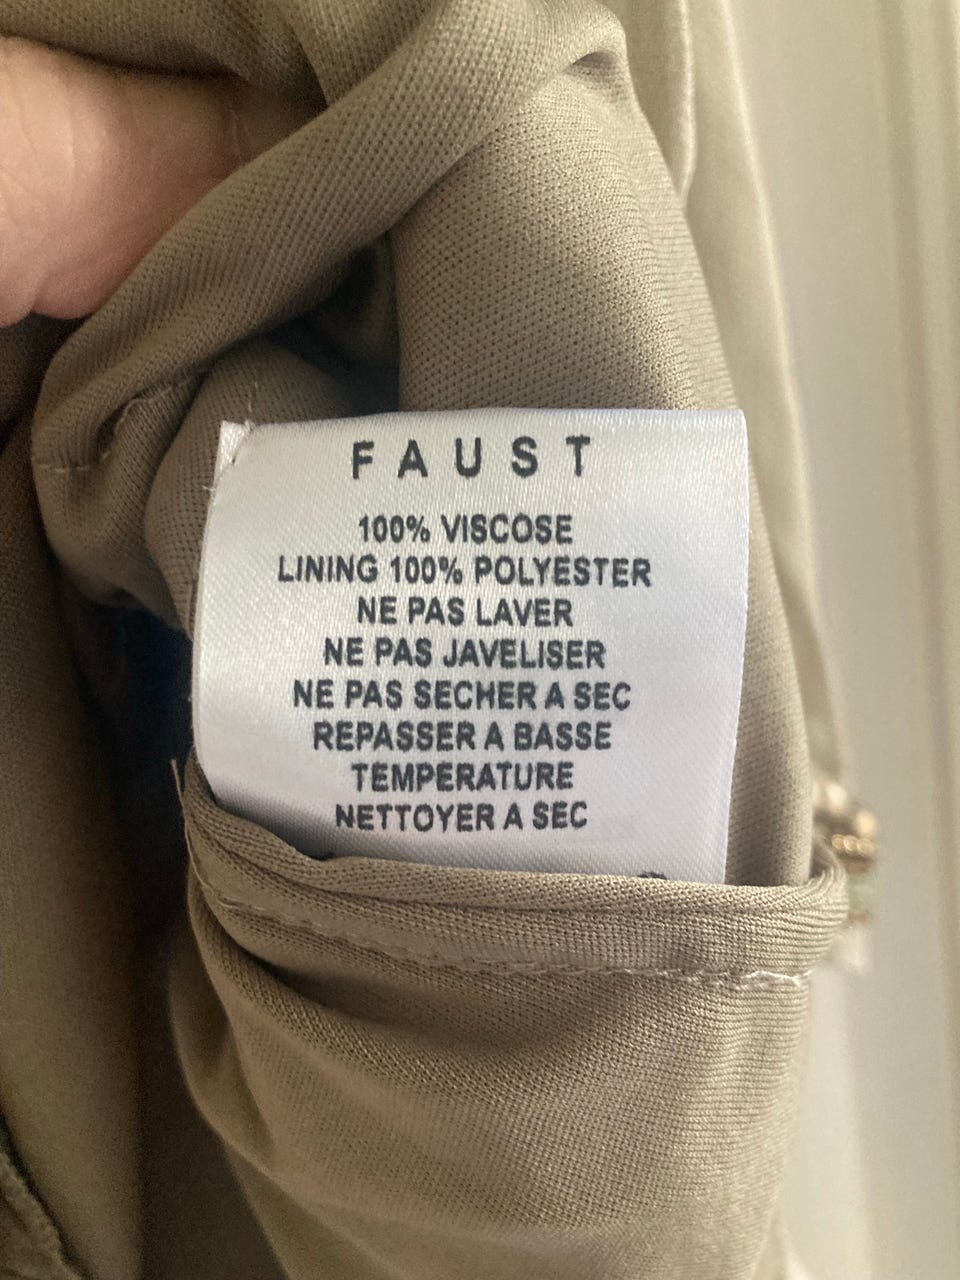 FAUST
100% VISCOSE
LINING 100% POLYESTER
NE PAS LAVER
NE PAS JAVELISER
NE PAS SECHER A SEC
REPASSER A BASSE
TEMPERATURE
NETTOYER A SEC